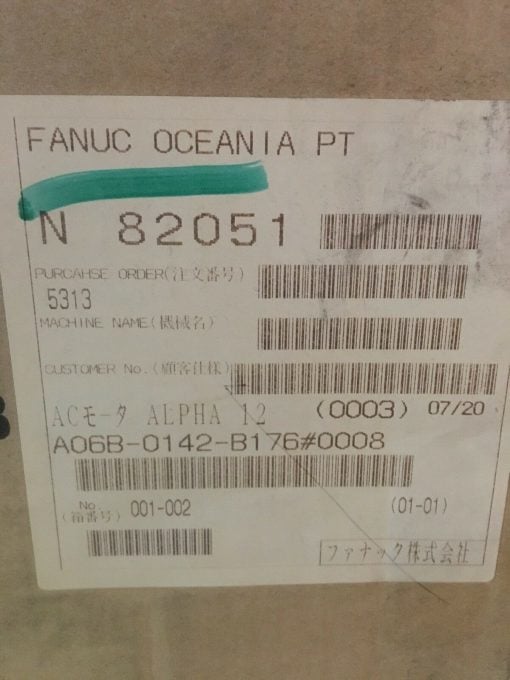 FANUC OCEANIA PT
N 82051
PURCAHSE ORDER(注文番号)
5313
MACHINE NAME(機械名)
CUSTOMER No.(顧客仕様)
ACモータ ALPHA 12 (0003) 07/20
A06B-0142-B176#0008
No. 001-002 (01-01)
(箱番号)
ファナック株式会社